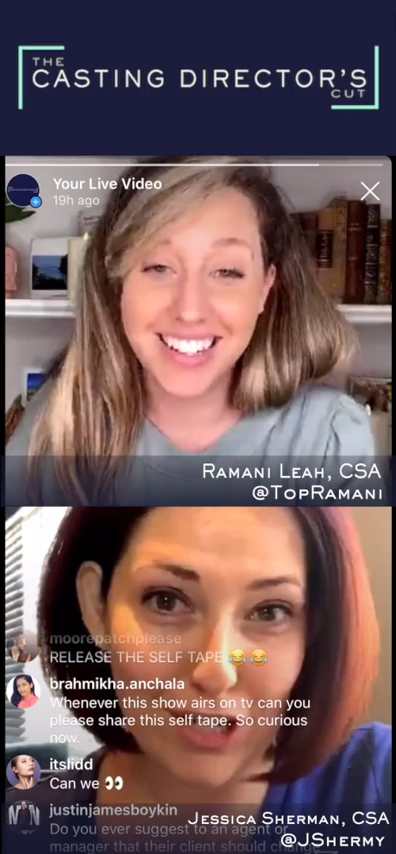 THE
CASTING DIRECTOR'S
CUT
Your Live Video
19h ago
RAMANI LEAH, CSA
@TOPRAMANI
moorepatchplease
RELEASE THE SELF TAPE 😂😂
brahmikha.anchala
Whenever this show airs on tv can you
please share this self tape. So curious
now.
itslidd
Can we 👀
justinjamesboykin
JESSICA SHERMAN, CSA
Do you ever suggest to an agent or
@JSHERMY
manager that their client should change